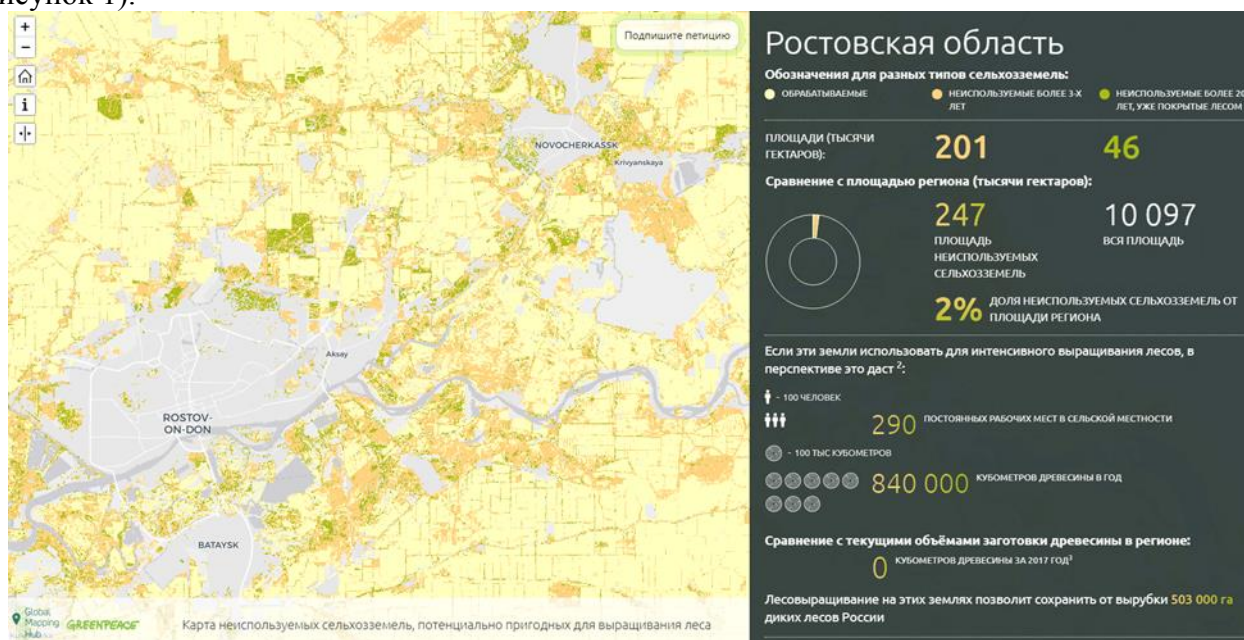 исунок 1).
+
−
i
Подпишите петицию
NOVOCHERKASSK
Krivyanskaya
Aksay
ROSTOV-
ON-DON
BATAYSK
Global
Mapping
Hub
GREENPEACE
Карта неиспользуемых сельхозземель, потенциально пригодных для выращивания леса
Ростовская область
Обозначения для разных типов сельхозземель:
ОБРАБАТЫВАЕМЫЕ
НЕИСПОЛЬЗУЕМЫЕ БОЛЕЕ 3-Х
ЛЕТ
НЕИСПОЛЬЗУЕМЫЕ БОЛЕЕ 20
ЛЕТ, УЖЕ ПОКРЫТЫЕ ЛЕСОМ
ПЛОЩАДИ (ТЫСЯЧИ
ГЕКТАРОВ):
201
46
Сравнение с площадью региона (тысячи гектаров):
247
ПЛОЩАДЬ
НЕИСПОЛЬЗУЕМЫХ
СЕЛЬХОЗЗЕМЕЛЬ
10 097
ВСЯ ПЛОЩАДЬ
2% ДОЛЯ НЕИСПОЛЬЗУЕМЫХ СЕЛЬХОЗЗЕМЕЛЬ ОТ
ПЛОЩАДИ РЕГИОНА
Если эти земли использовать для интенсивного выращивания лесов, в
перспективе это даст 2:
- 100 ЧЕЛОВЕК
290 ПОСТОЯННЫХ РАБОЧИХ МЕСТ В СЕЛЬСКОЙ МЕСТНОСТИ
- 100 ТЫС КУБОМЕТРОВ
840 000 КУБОМЕТРОВ ДРЕВЕСИНЫ В ГОД
Сравнение с текущими объёмами заготовки древесины в регионе:
0 КУБОМЕТРОВ ДРЕВЕСИНЫ ЗА 2017 ГОД3
Лесовыращивание на этих землях позволит сохранить от вырубки 503 000 га
диких лесов России